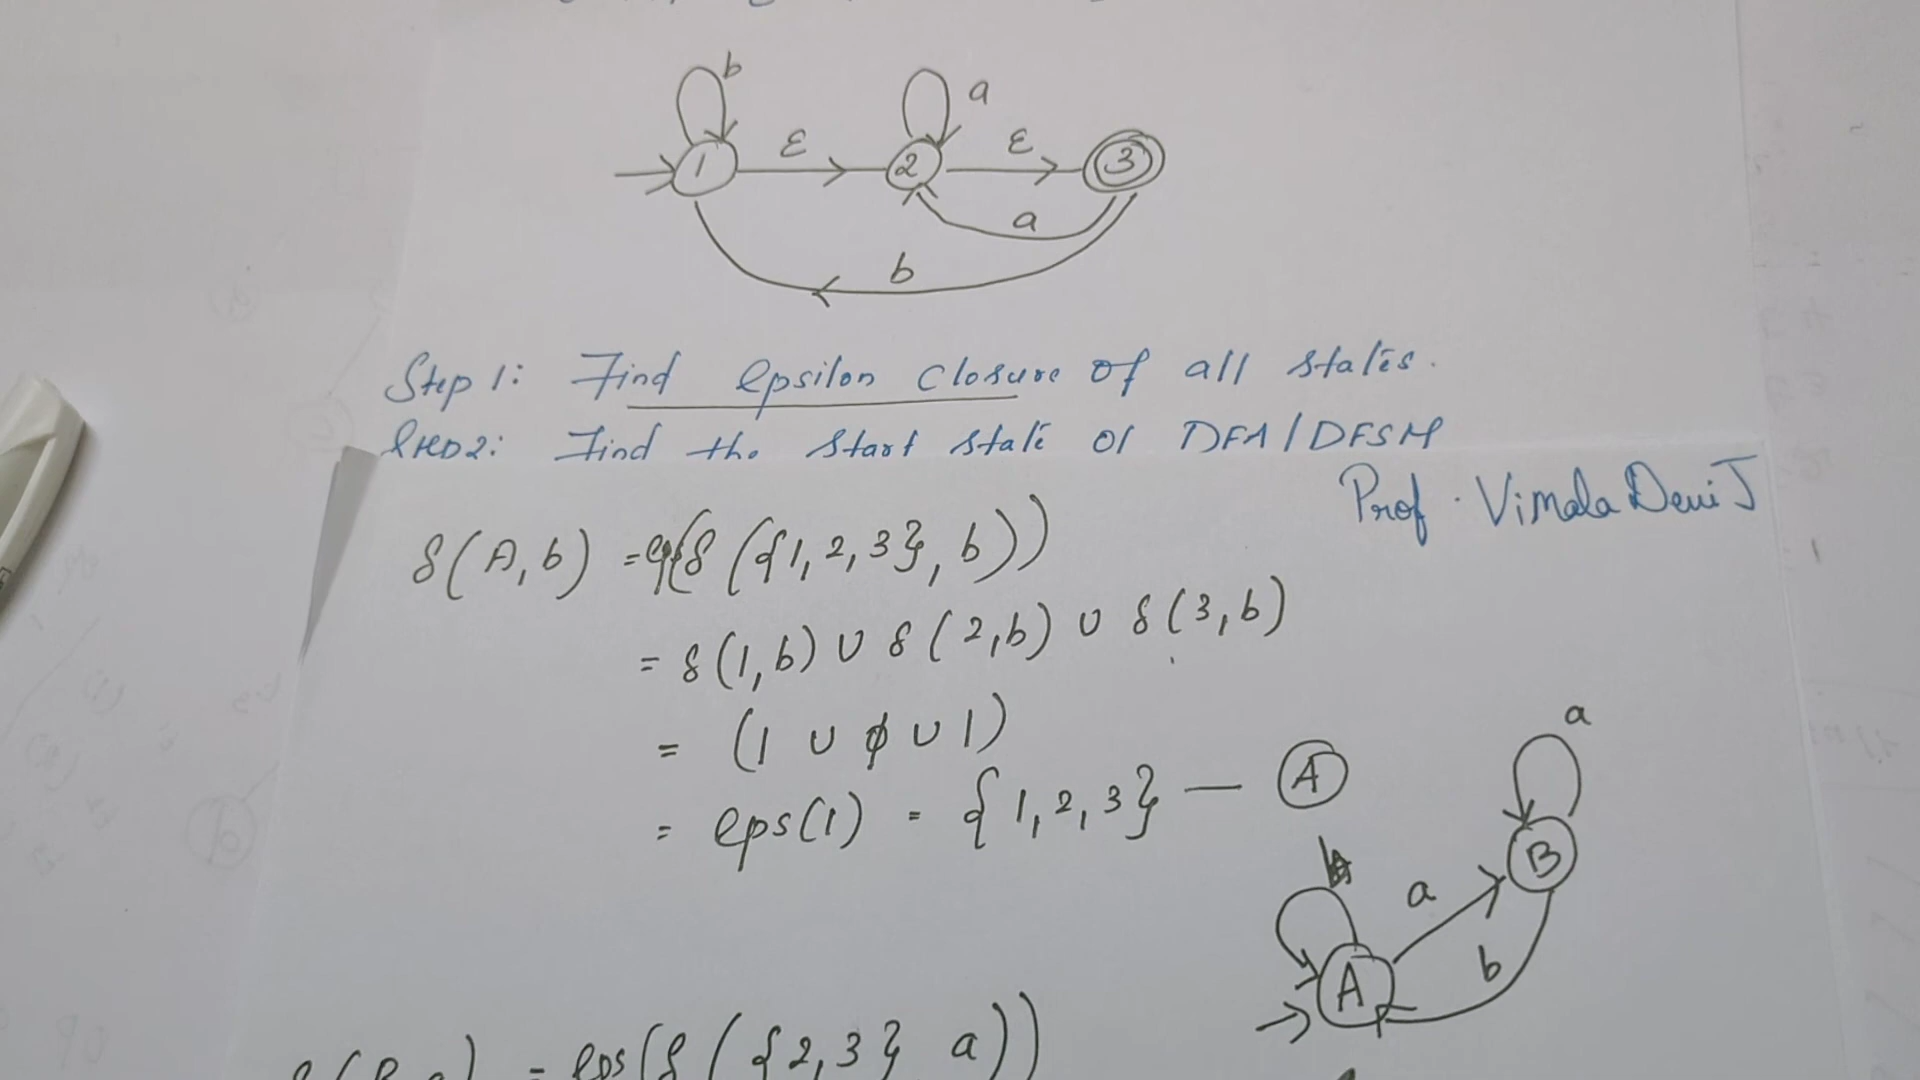 b
a
ε
ε
1
2
3
a
b
Step 1: Find epsilon closure of all states.
Step 2: Find the start state of DFA/DFSM
Prof. Vimala Devi J
δ(A,b) = eps(δ({1,2,3},b))
= δ(1,b) ∪ δ(2,b) ∪ δ(3,b)
= (1 ∪ ϕ ∪ 1)
= eps(1) = {1,2,3} — A
a
B
b
a
b
A
= eps(δ({2,3} a))